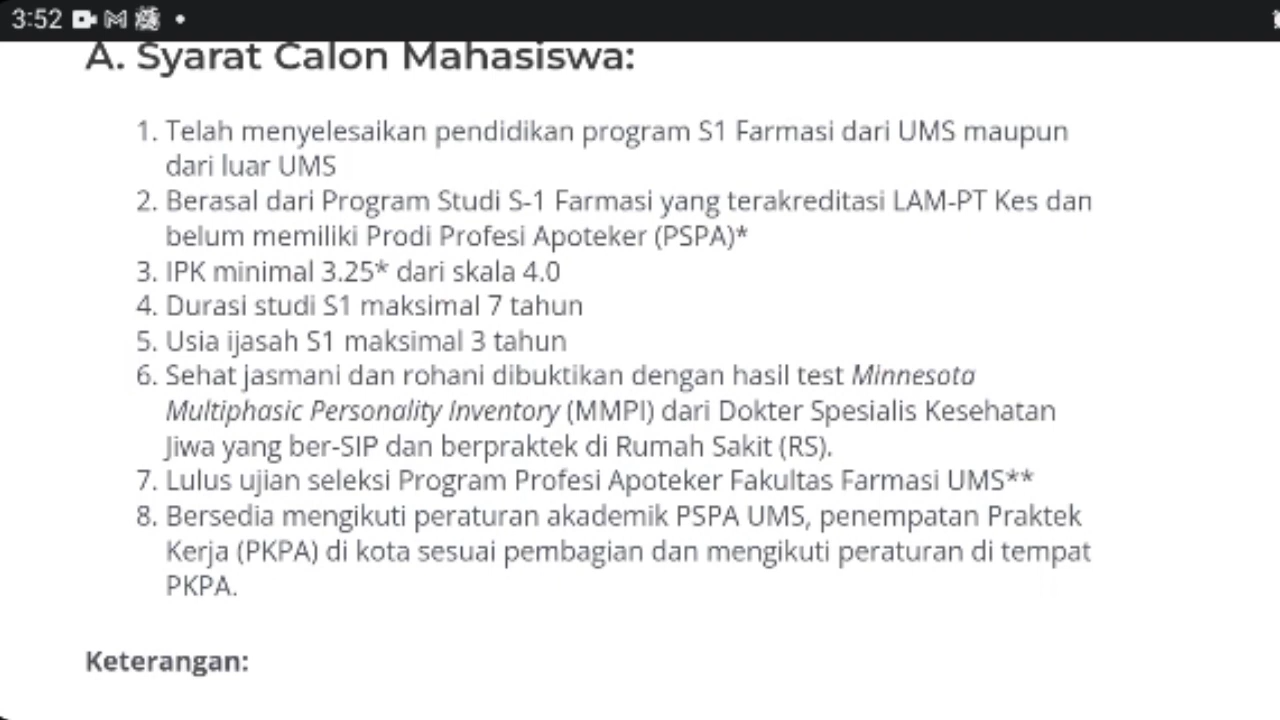 3:52
A. Syarat Calon Mahasiswa:
1. Telah menyelesaikan pendidikan program S1 Farmasi dari UMS maupun
dari luar UMS
2. Berasal dari Program Studi S-1 Farmasi yang terakreditasi LAM-PT Kes dan
belum memiliki Prodi Profesi Apoteker (PSPA)*
3. IPK minimal 3.25* dari skala 4.0
4. Durasi studi S1 maksimal 7 tahun
5. Usia ijasah S1 maksimal 3 tahun
6. Sehat jasmani dan rohani dibuktikan dengan hasil test Minnesota
Multiphasic Personality Inventory (MMPI) dari Dokter Spesialis Kesehatan
Jiwa yang ber-SIP dan berpraktek di Rumah Sakit (RS).
7. Lulus ujian seleksi Program Profesi Apoteker Fakultas Farmasi UMS**
8. Bersedia mengikuti peraturan akademik PSPA UMS, penempatan Praktek
Kerja (PKPA) di kota sesuai pembagian dan mengikuti peraturan di tempat
PKPA.
Keterangan: